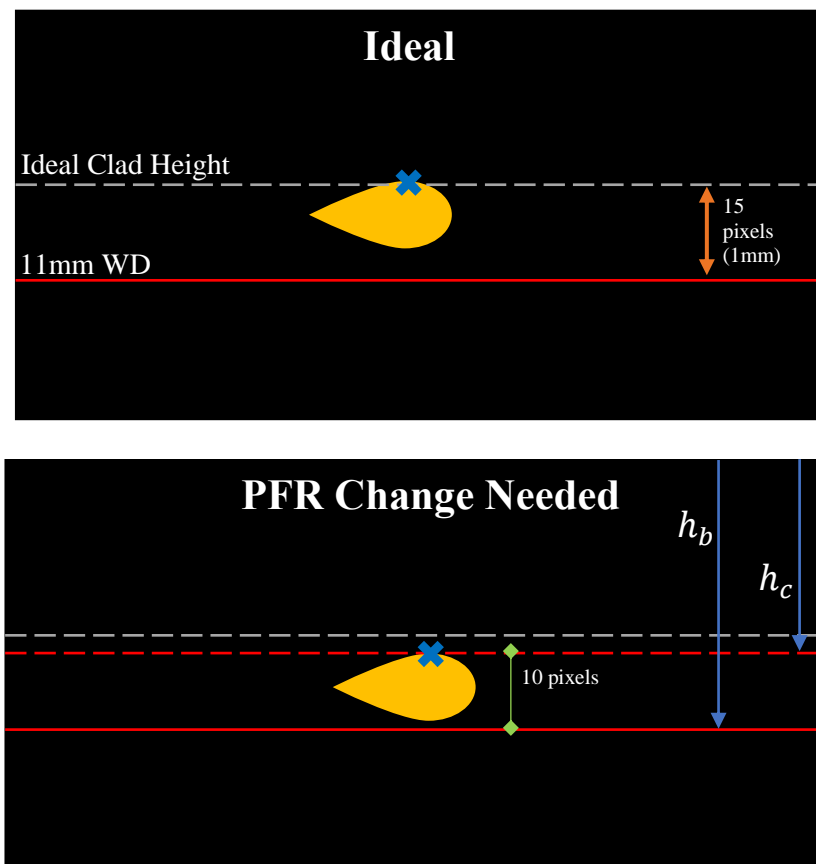 Ideal
Ideal Clad Height
15
pixels
(1mm)
11mm WD
PFR Change Needed
h_b
h_c
10 pixels